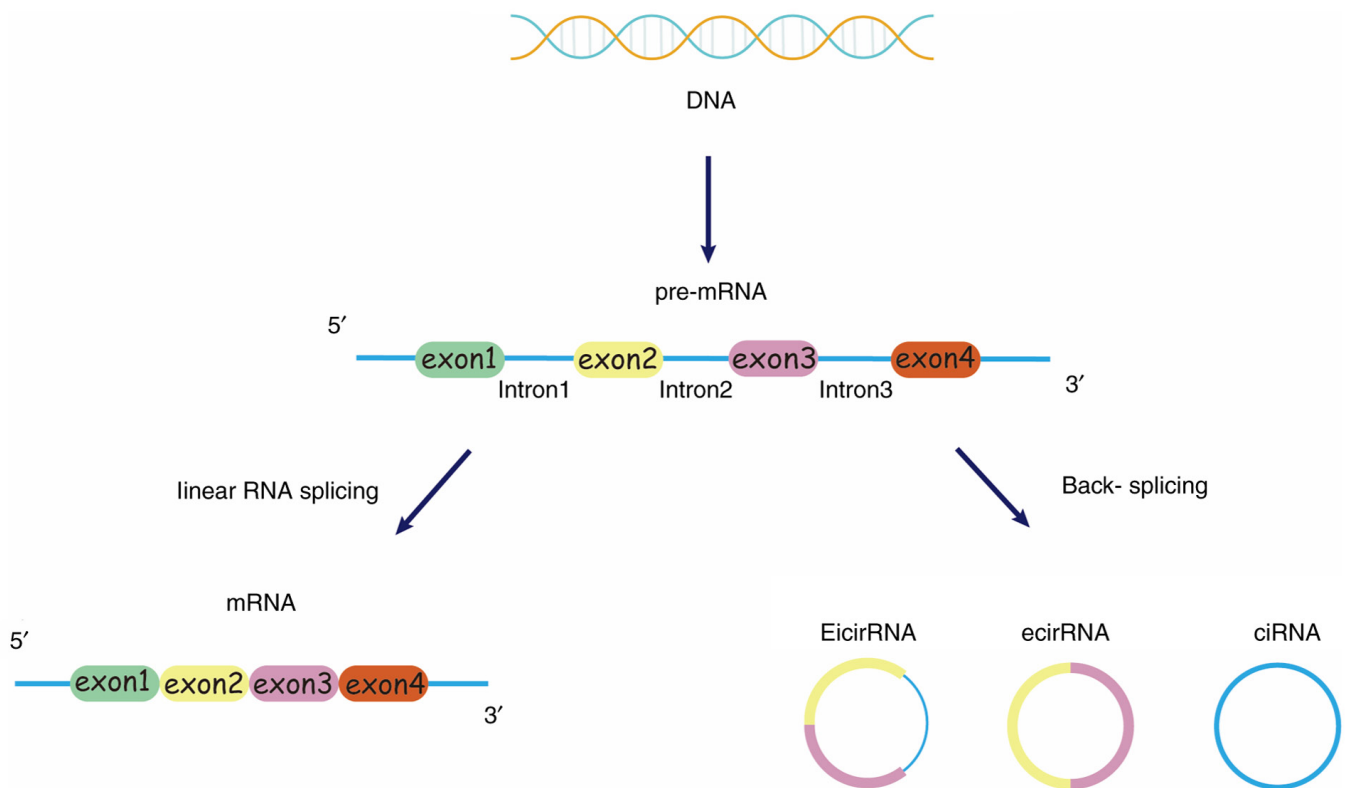 DNA
pre-mRNA
5′
exon1
exon2
exon3
exon4
Intron1
Intron2
Intron3
3′
linear RNA splicing
Back- splicing
mRNA
5′
exon1
exon2
exon3
exon4
3′
EicirRNA
ecirRNA
ciRNA